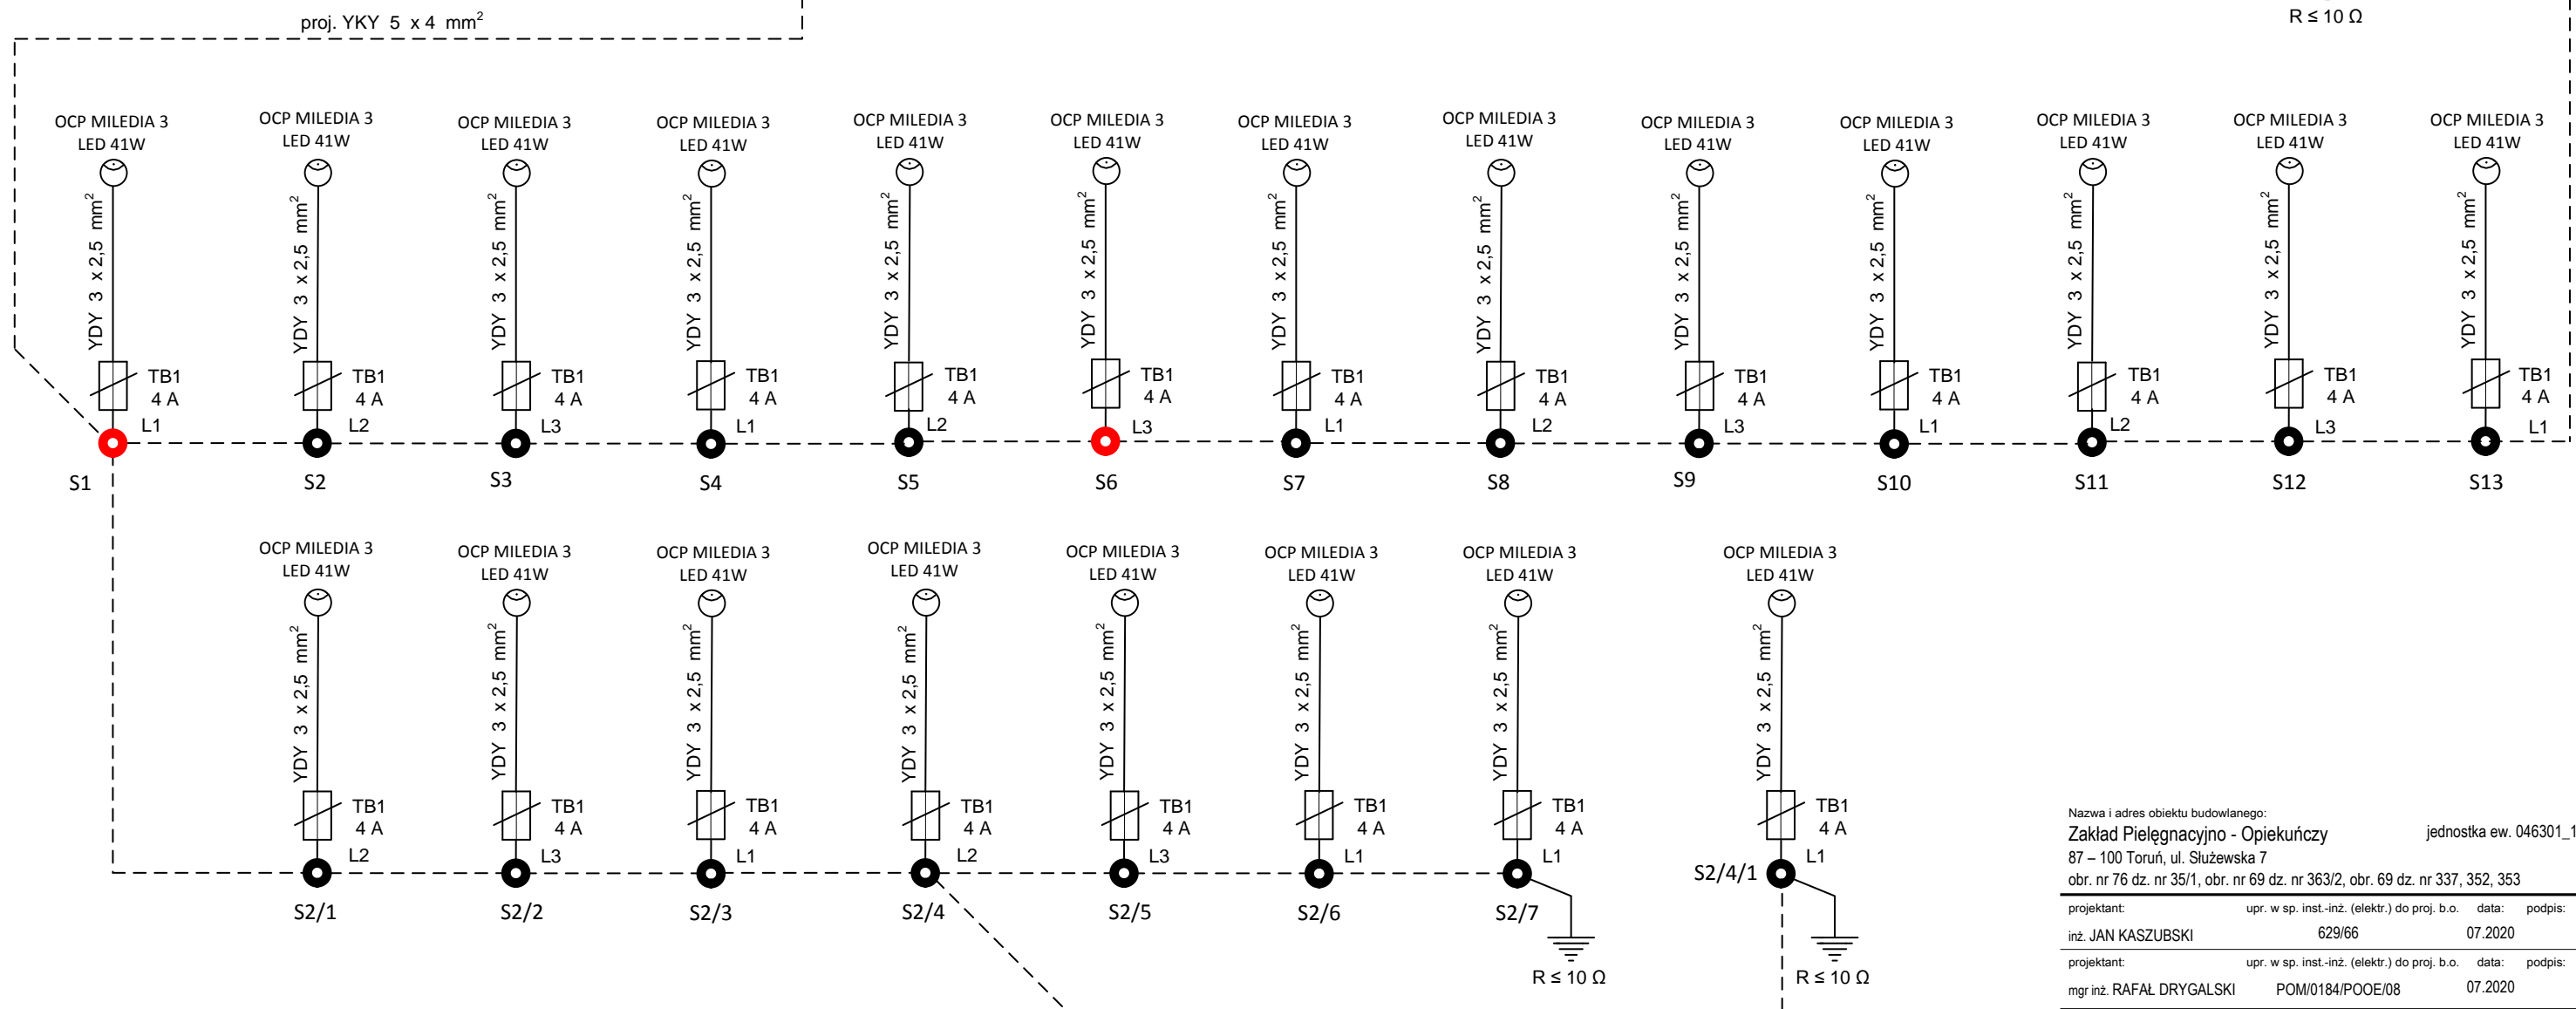 proj. YKY 5 x 4 mm²
R ≤ 10 Ω
OCP MILEDIA 3
LED 41W
YDY 3 x 2,5 mm²
TB1
4 A
L1
S1
OCP MILEDIA 3
LED 41W
YDY 3 x 2,5 mm²
TB1
4 A
L2
S2
OCP MILEDIA 3
LED 41W
YDY 3 x 2,5 mm²
TB1
4 A
L3
S3
OCP MILEDIA 3
LED 41W
YDY 3 x 2,5 mm²
TB1
4 A
L1
S4
OCP MILEDIA 3
LED 41W
YDY 3 x 2,5 mm²
TB1
4 A
L2
S5
OCP MILEDIA 3
LED 41W
YDY 3 x 2,5 mm²
TB1
4 A
L3
S6
OCP MILEDIA 3
LED 41W
YDY 3 x 2,5 mm²
TB1
4 A
L1
S7
OCP MILEDIA 3
LED 41W
YDY 3 x 2,5 mm²
TB1
4 A
L2
S8
OCP MILEDIA 3
LED 41W
YDY 3 x 2,5 mm²
TB1
4 A
L3
S9
OCP MILEDIA 3
LED 41W
YDY 3 x 2,5 mm²
TB1
4 A
L1
S10
OCP MILEDIA 3
LED 41W
YDY 3 x 2,5 mm²
TB1
4 A
L2
S11
OCP MILEDIA 3
LED 41W
YDY 3 x 2,5 mm²
TB1
4 A
L3
S12
OCP MILEDIA 3
LED 41W
YDY 3 x 2,5 mm²
TB1
4 A
L1
S13
OCP MILEDIA 3
LED 41W
YDY 3 x 2,5 mm²
TB1
4 A
L2
S2/1
OCP MILEDIA 3
LED 41W
YDY 3 x 2,5 mm²
TB1
4 A
L3
S2/2
OCP MILEDIA 3
LED 41W
YDY 3 x 2,5 mm²
TB1
4 A
L1
S2/3
OCP MILEDIA 3
LED 41W
YDY 3 x 2,5 mm²
TB1
4 A
L2
S2/4
OCP MILEDIA 3
LED 41W
YDY 3 x 2,5 mm²
TB1
4 A
L3
S2/5
OCP MILEDIA 3
LED 41W
YDY 3 x 2,5 mm²
TB1
4 A
L1
S2/6
OCP MILEDIA 3
LED 41W
YDY 3 x 2,5 mm²
TB1
4 A
L1
S2/7
R ≤ 10 Ω
OCP MILEDIA 3
LED 41W
YDY 3 x 2,5 mm²
TB1
4 A
L1
S2/4/1
R ≤ 10 Ω
Nazwa i adres obiektu budowlanego:
Zakład Pielęgnacyjno - Opiekuńczy jednostka ew. 046301_1
87 – 100 Toruń, ul. Służewska 7
obr. nr 76 dz. nr 35/1, obr. nr 69 dz. nr 363/2, obr. 69 dz. nr 337, 352, 353
projektant: upr. w sp. inst.-inż. (elektr.) do proj. b.o. data: podpis:
inż. JAN KASZUBSKI 629/66 07.2020
projektant: upr. w sp. inst.-inż. (elektr.) do proj. b.o. data: podpis:
mgr inż. RAFAŁ DRYGALSKI POM/0184/POOE/08 07.2020